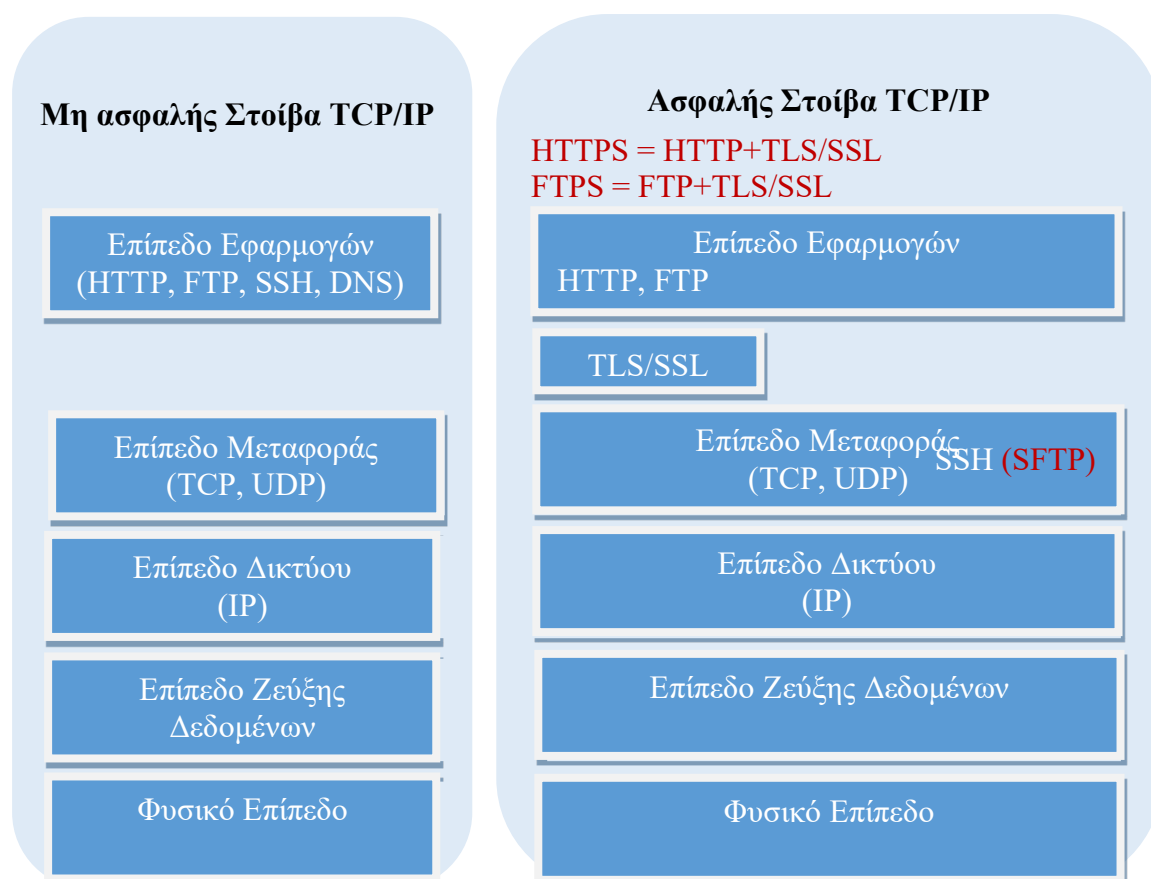 Μη ασφαλής Στοίβα TCP/IP
Επίπεδο Εφαρμογών
(HTTP, FTP, SSH, DNS)
Επίπεδο Μεταφοράς
(TCP, UDP)
Επίπεδο Δικτύου
(IP)
Επίπεδο Ζεύξης
Δεδομένων
Φυσικό Επίπεδο
Ασφαλής Στοίβα TCP/IP
HTTPS = HTTP+TLS/SSL
FTPS = FTP+TLS/SSL
Επίπεδο Εφαρμογών
HTTP, FTP
TLS/SSL
Επίπεδο Μεταφοράς
SSH (SFTP)
(TCP, UDP)
Επίπεδο Δικτύου
(IP)
Επίπεδο Ζεύξης Δεδομένων
Φυσικό Επίπεδο